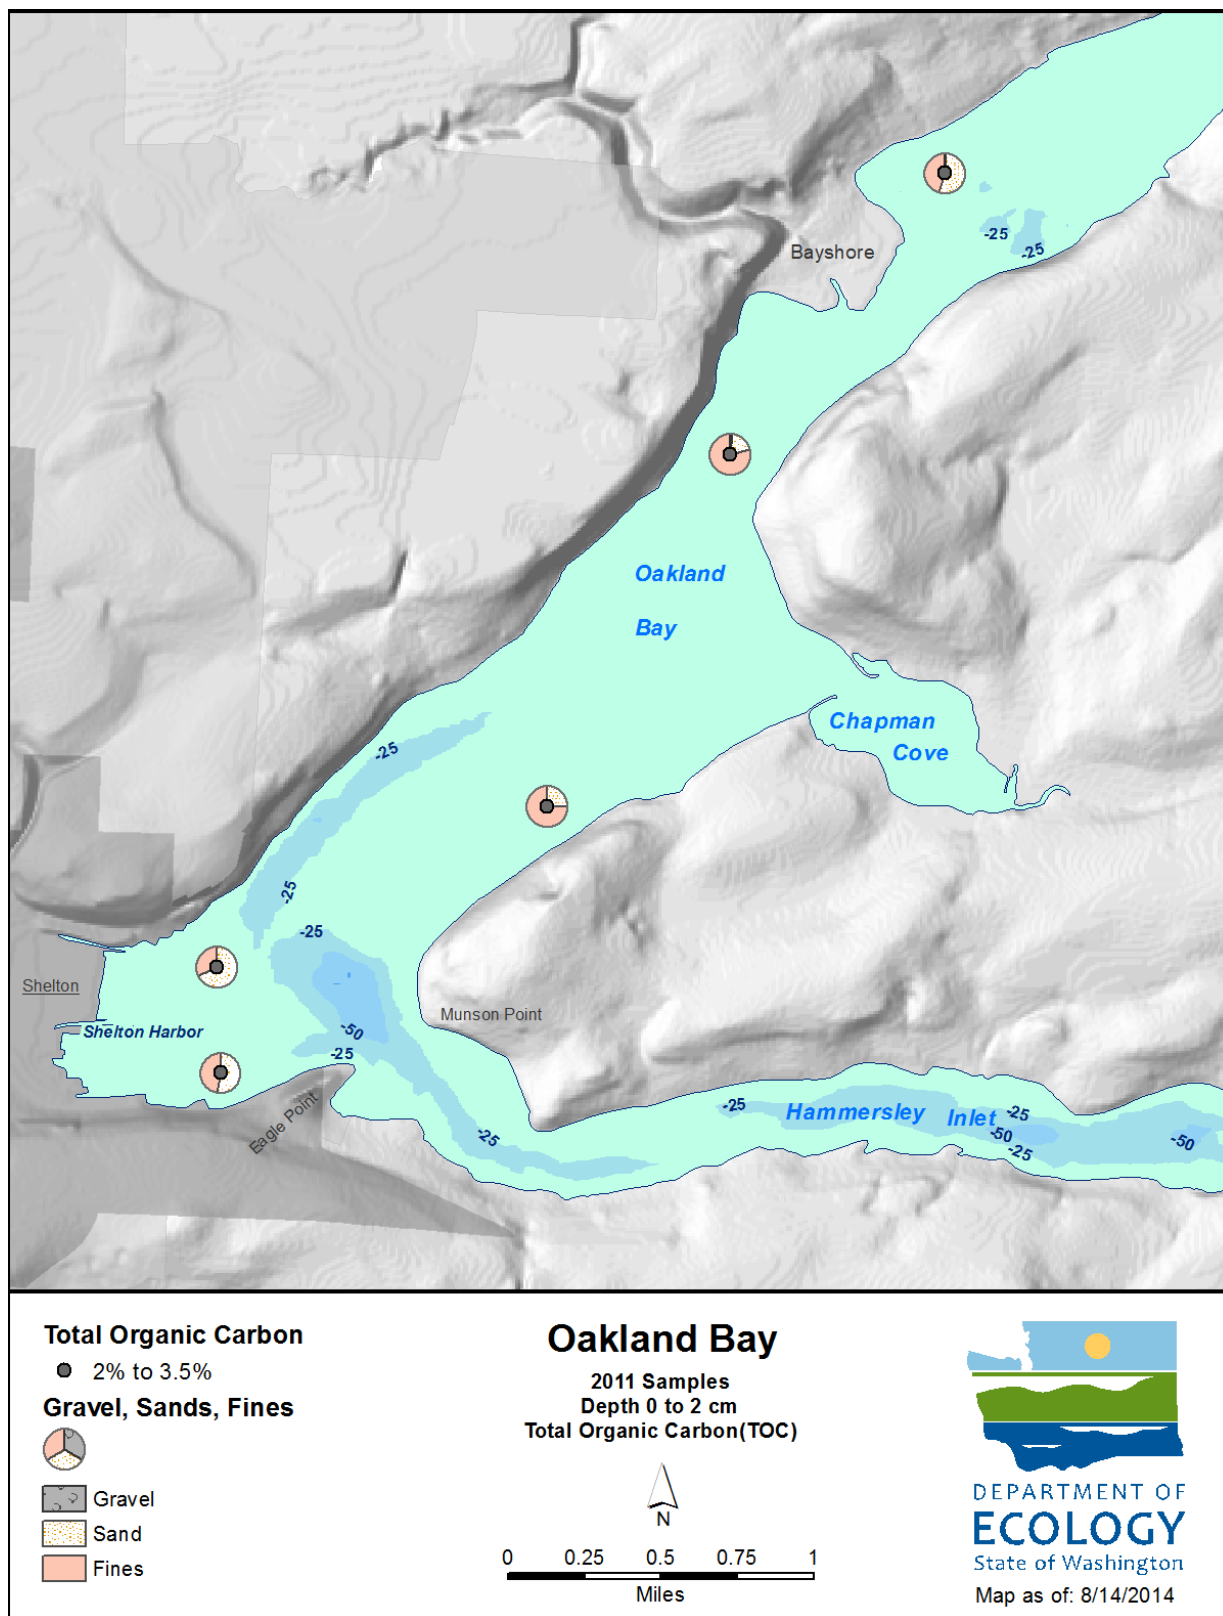 Bayshore
-25
-25
Oakland
Bay
Chapman
Cove
-25
-25
-25
Shelton
Munson Point
Shelton Harbor
-50
-25
Eagle Point
-25
-25
Hammersley Inlet
-25
-50
-25
-50
Total Organic Carbon
2% to 3.5%
Gravel, Sands, Fines
Gravel
Sand
Fines
Oakland Bay
2011 Samples
Depth 0 to 2 cm
Total Organic Carbon(TOC)
N
0 0.25 0.5 0.75 1
Miles
DEPARTMENT OF
ECOLOGY
State of Washington
Map as of: 8/14/2014